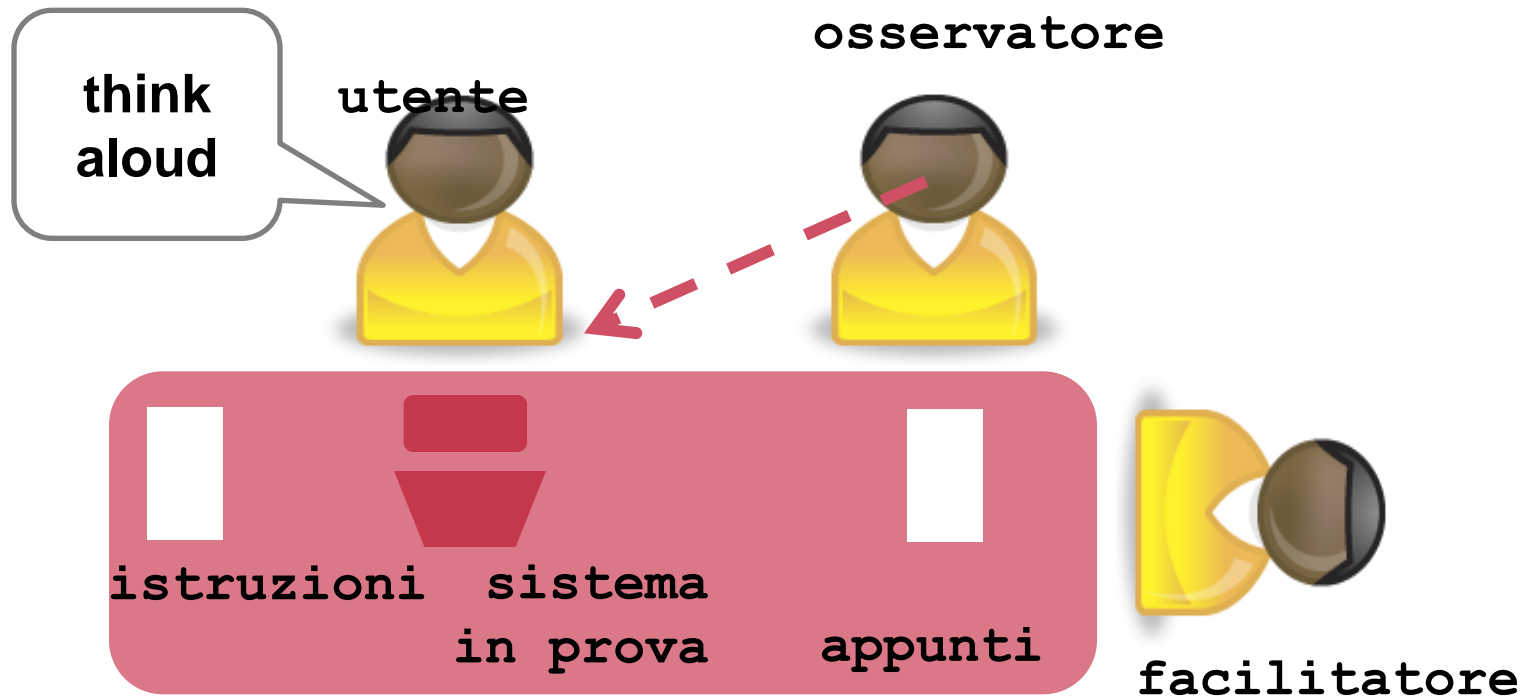 osservatore
think
aloud
utente
istruzioni
sistema
in prova
appunti
facilitatore